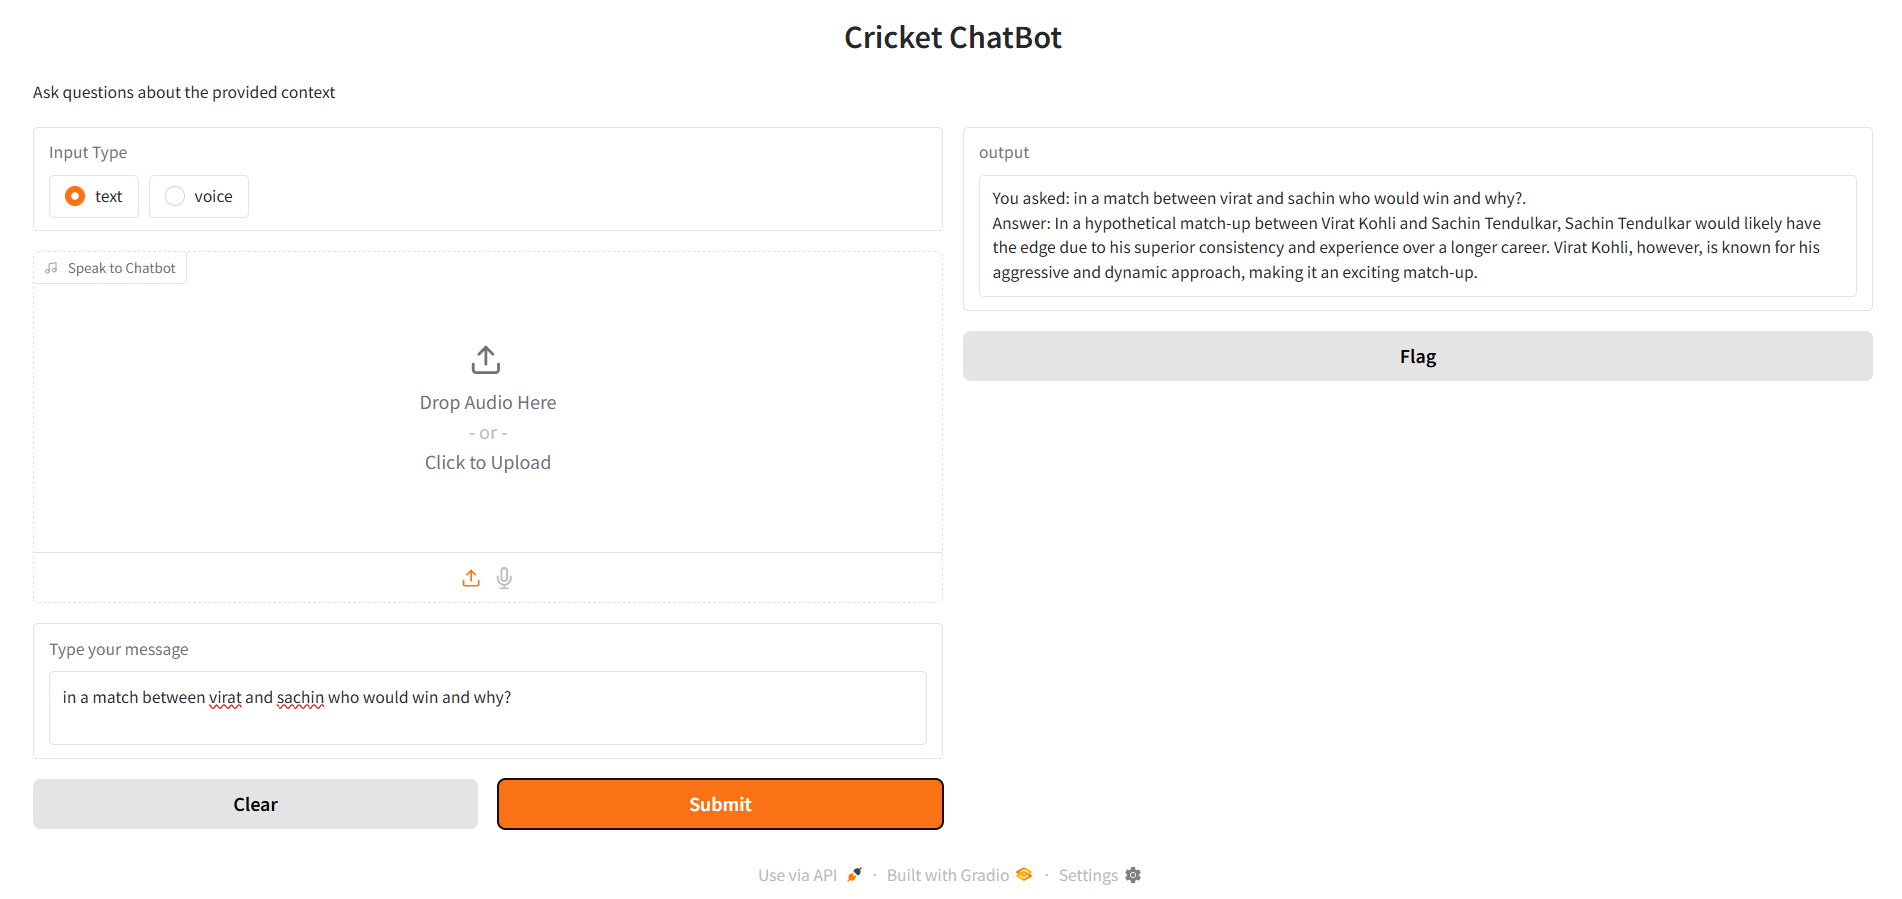 Cricket ChatBot
Ask questions about the provided context
Input Type
text
voice
Speak to Chatbot
Drop Audio Here
- or -
Click to Upload
Type your message
in a match between virat and sachin who would win and why?
Clear
Submit
output
You asked: in a match between virat and sachin who would win and why?.
Answer: In a hypothetical match-up between Virat Kohli and Sachin Tendulkar, Sachin Tendulkar would likely have
the edge due to his superior consistency and experience over a longer career. Virat Kohli, however, is known for his
aggressive and dynamic approach, making it an exciting match-up.
Flag
Use via API · Built with Gradio · Settings